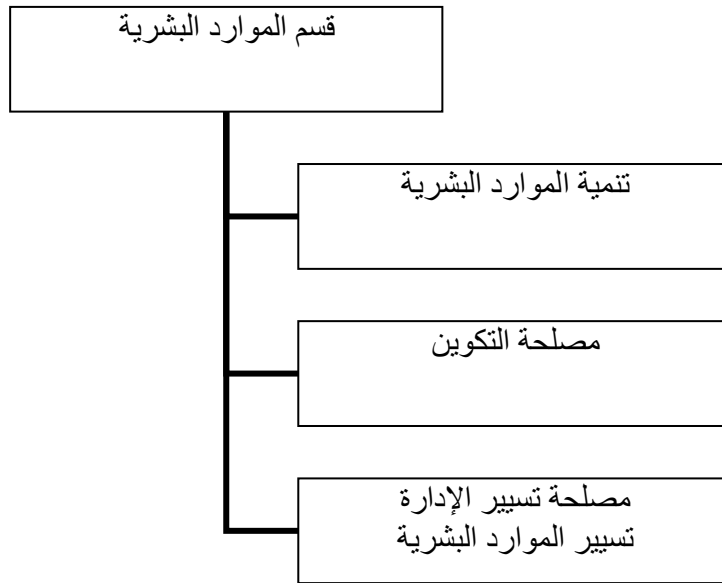 قسم الموارد البشرية
تنمية الموارد البشرية
مصلحة التكوين
مصلحة تسيير الإدارة
تسيير الموارد البشرية